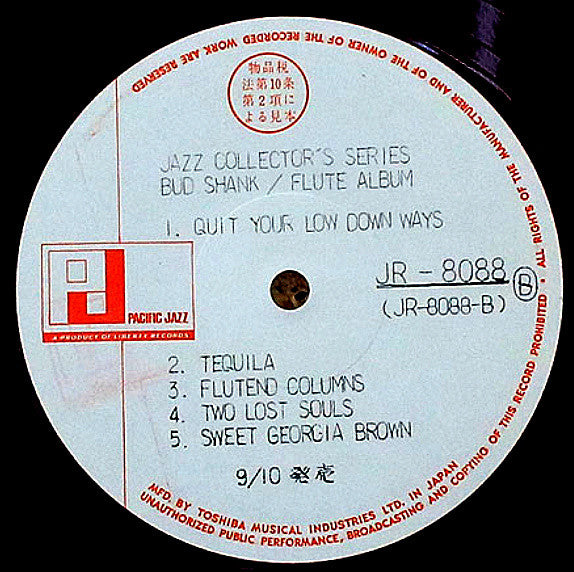 ALL RIGHTS OF THE MANUFACTURER AND OF THE OWNER OF THE RECORDED WORK ARE RESERVED
物品税
法第10条
第2項に
よる見本
JAZZ COLLECTOR'S SERIES
BUD SHANK / FLUTE ALBUM
1. QUIT YOUR LOW DOWN WAYS
JR-8088 Ⓑ
(JR-8088-B)
PJ
PACIFIC JAZZ
A PRODUCT OF LIBERTY RECORDS
2. TEQUILA
3. FLUTEND COLUMNS
4. TWO LOST SOULS
5. SWEET GEORGIA BROWN
9/10 発売
MFD. BY TOSHIBA MUSICAL INDUSTRIES LTD. IN JAPAN
UNAUTHORIZED PUBLIC PERFORMANCE, BROADCASTING AND COPYING OF THIS RECORD PROHIBITED •